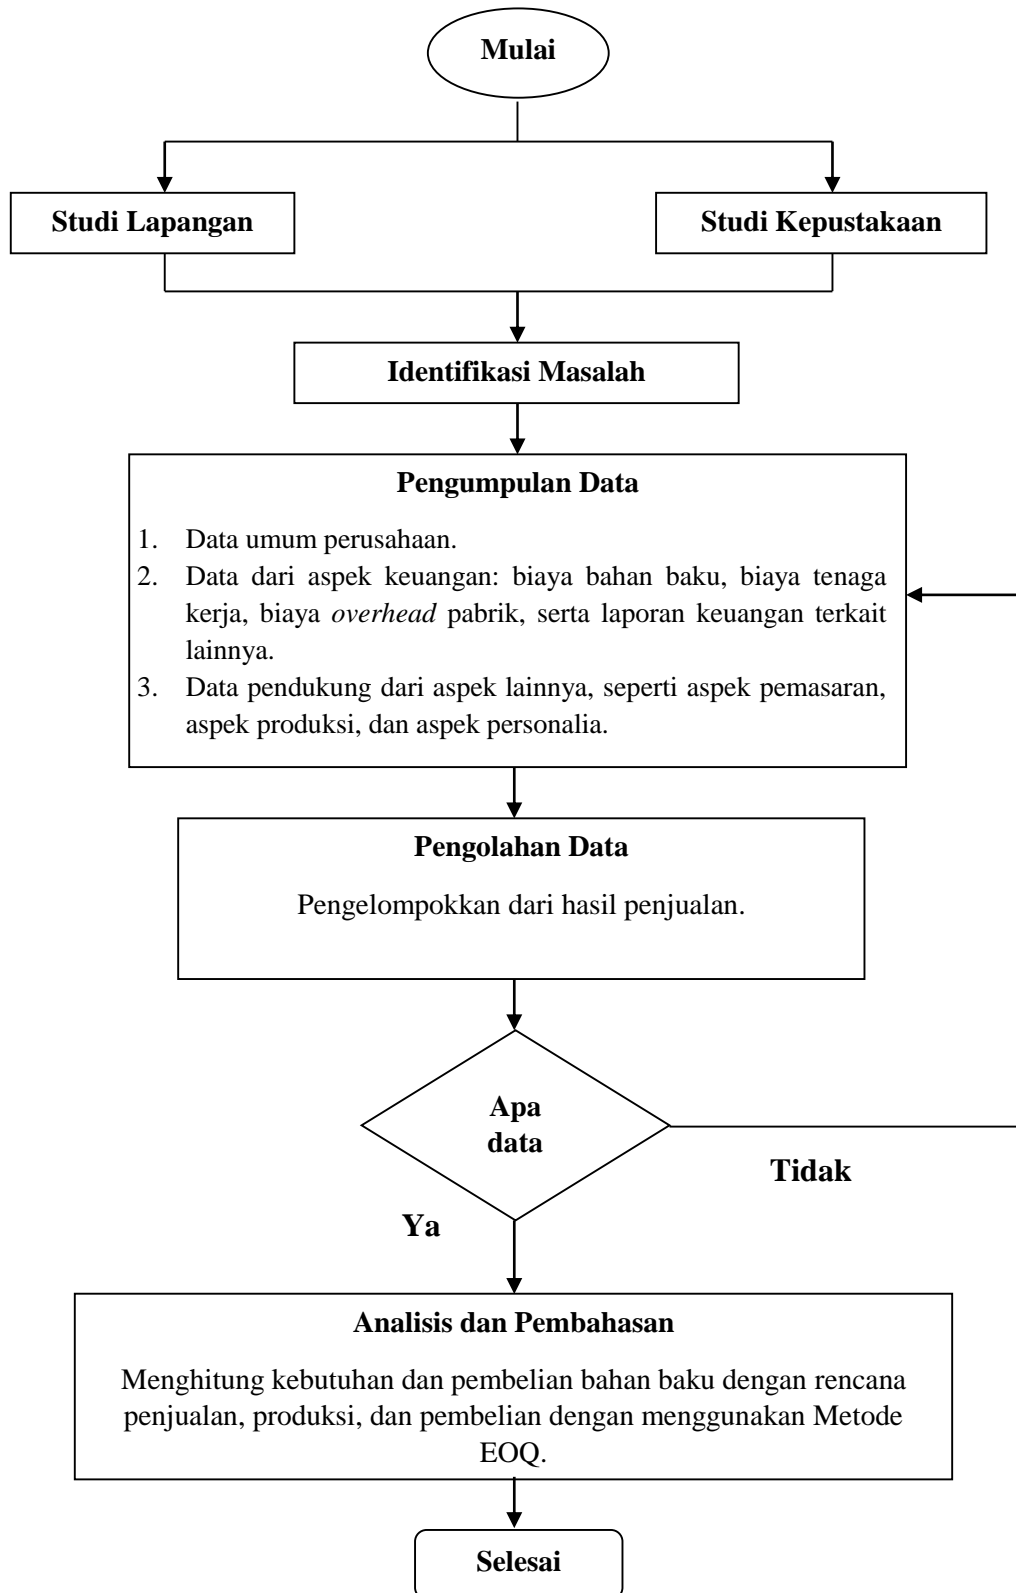 Mulai
Studi Lapangan
Studi Kepustakaan
Identifikasi Masalah
Pengumpulan Data
1. Data umum perusahaan.
2. Data dari aspek keuangan: biaya bahan baku, biaya tenaga
kerja, biaya overhead pabrik, serta laporan keuangan terkait
lainnya.
3. Data pendukung dari aspek lainnya, seperti aspek pemasaran,
aspek produksi, dan aspek personalia.
Pengolahan Data
Pengelompokkan dari hasil penjualan.
Apa
data
Tidak
Ya
Analisis dan Pembahasan
Menghitung kebutuhan dan pembelian bahan baku dengan rencana
penjualan, produksi, dan pembelian dengan menggunakan Metode
EOQ.
Selesai